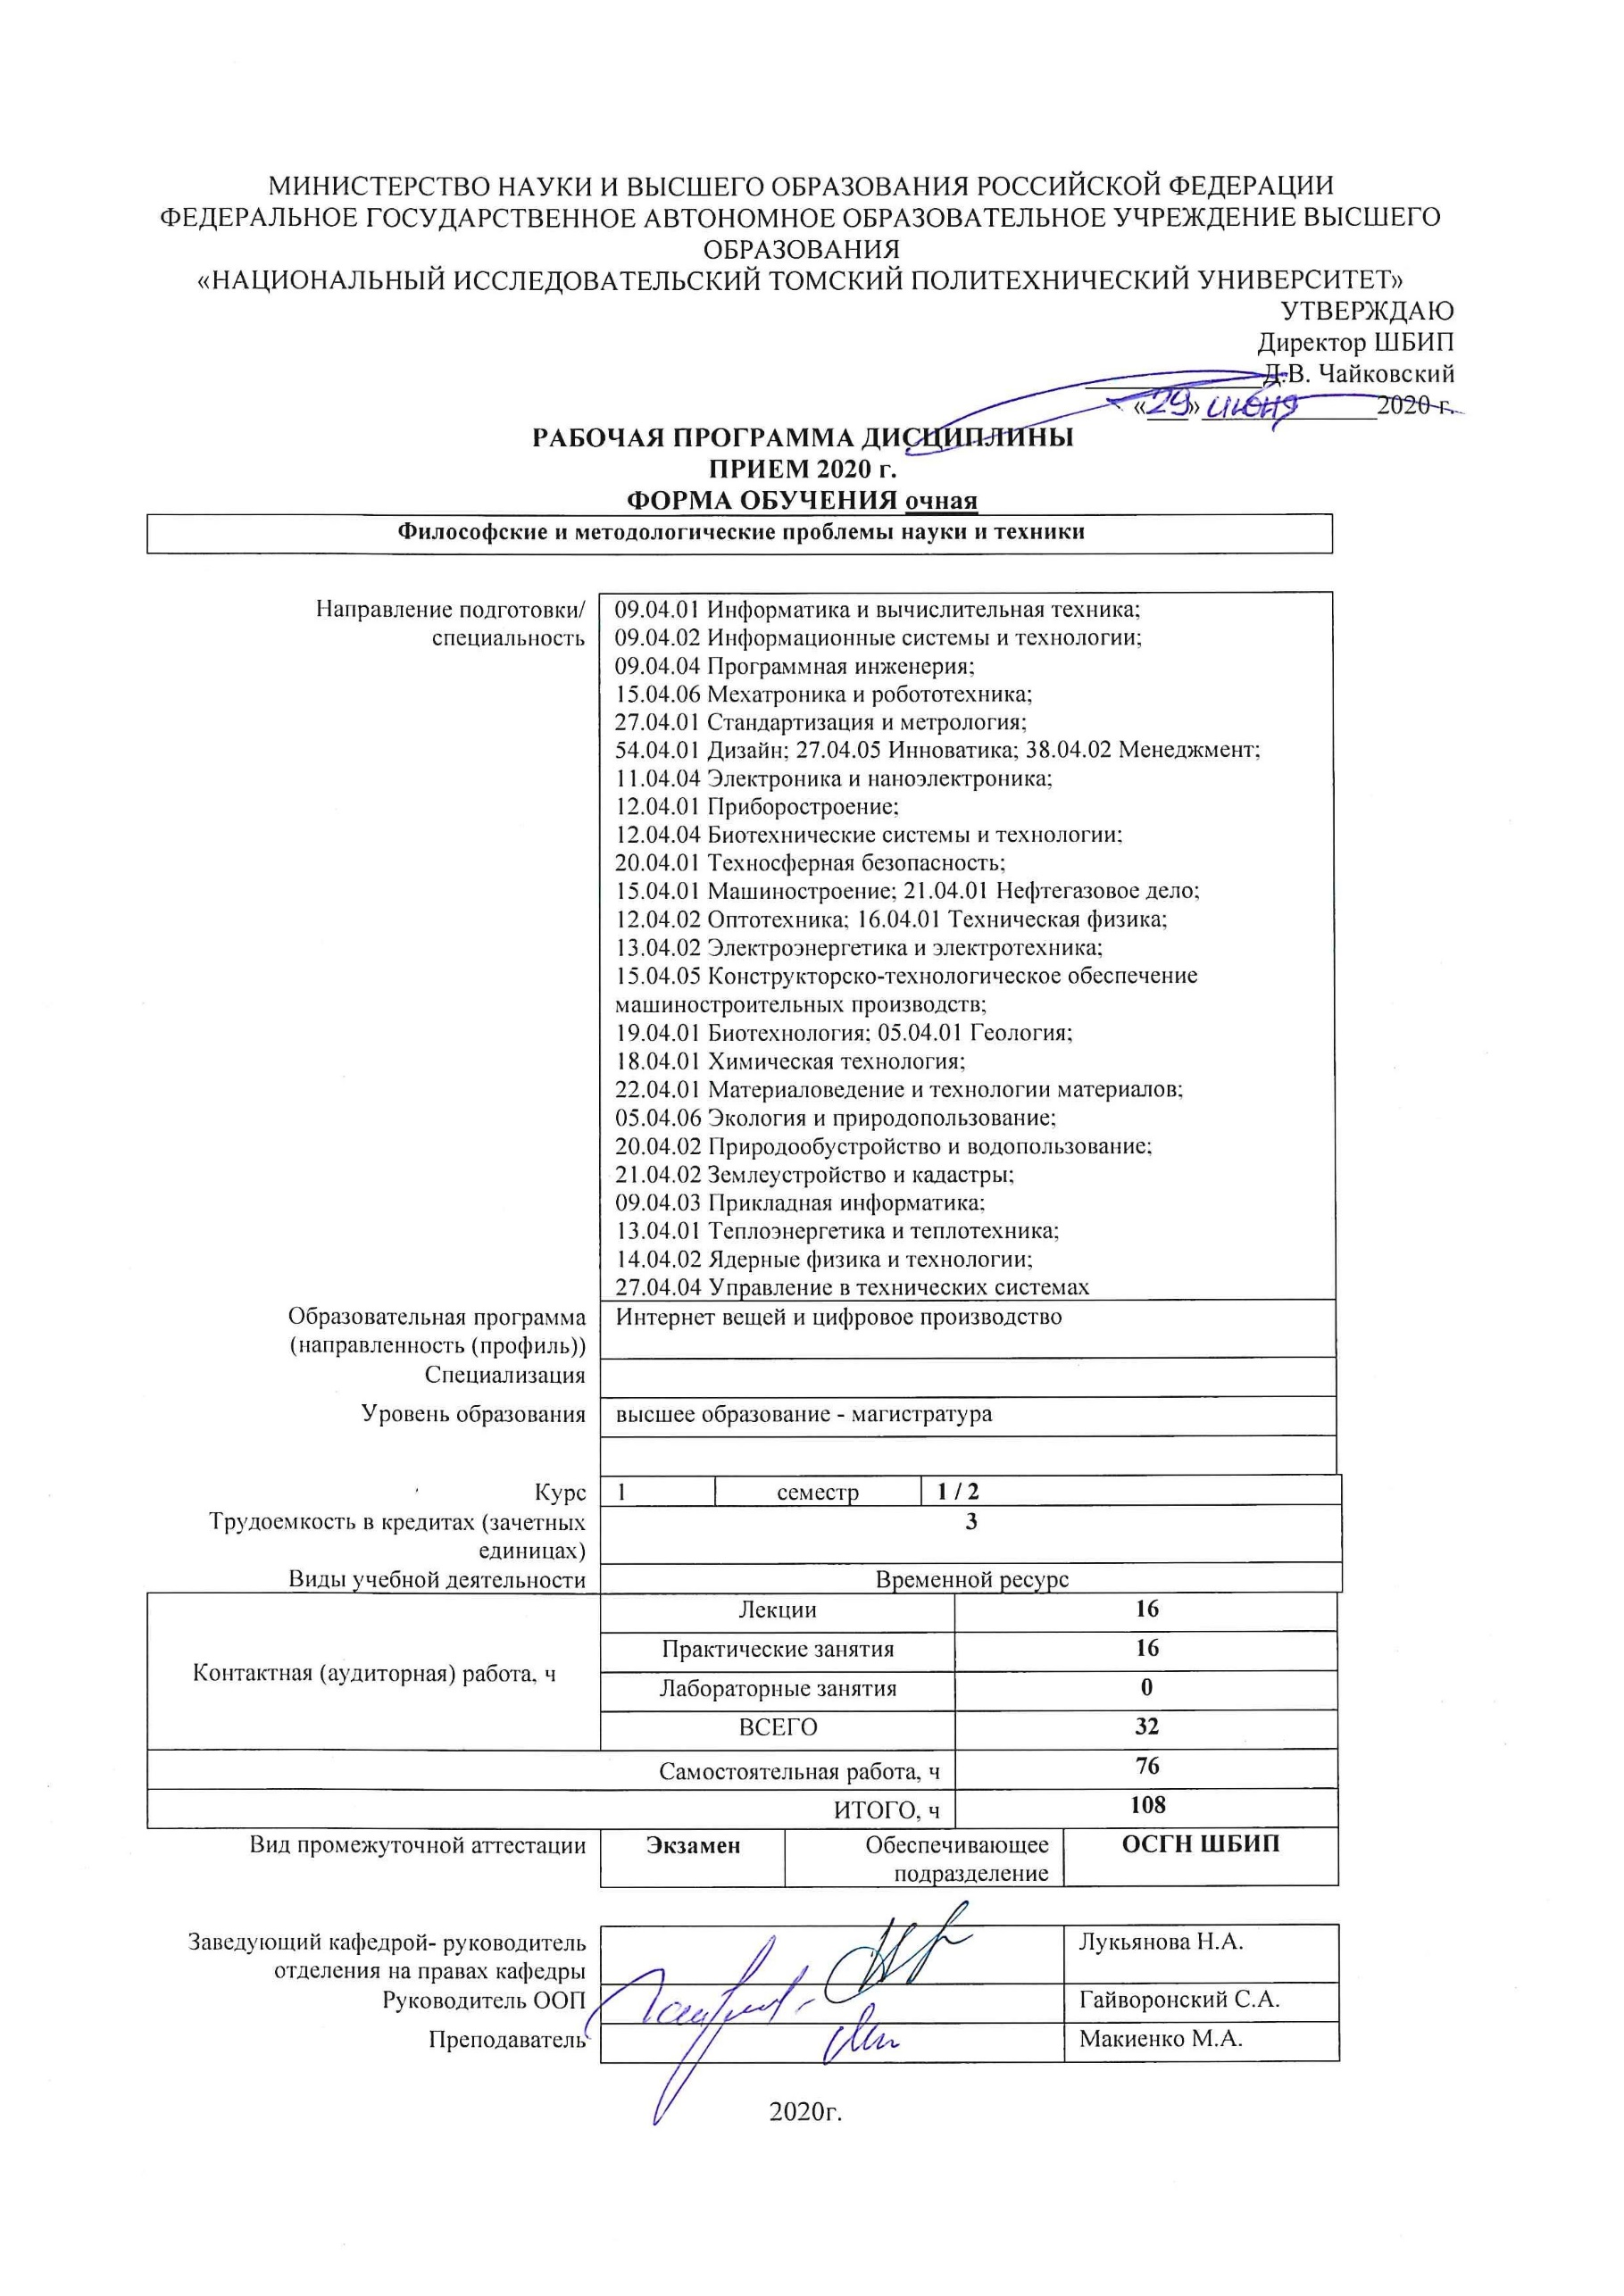 МИНИСТЕРСТВО НАУКИ И ВЫСШЕГО ОБРАЗОВАНИЯ РОССИЙСКОЙ ФЕДЕРАЦИИ
ФЕДЕРАЛЬНОЕ ГОСУДАРСТВЕННОЕ АВТОНОМНОЕ ОБРАЗОВАТЕЛЬНОЕ УЧРЕЖДЕНИЕ ВЫСШЕГО
ОБРАЗОВАНИЯ
«НАЦИОНАЛЬНЫЙ ИССЛЕДОВАТЕЛЬСКИЙ ТОМСКИЙ ПОЛИТЕХНИЧЕСКИЙ УНИВЕРСИТЕТ»
УТВЕРЖДАЮ
Директор ШБИП
Д.В. Чайковский
«29» июня 2020 г.
РАБОЧАЯ ПРОГРАММА ДИСЦИПЛИНЫ
ПРИЕМ 2020 г.
ФОРМА ОБУЧЕНИЯ очная
Философские и методологические проблемы науки и техники
Направление подготовки/ 09.04.01 Информатика и вычислительная техника;
специальность 09.04.02 Информационные системы и технологии;
09.04.04 Программная инженерия;
15.04.06 Мехатроника и робототехника;
27.04.01 Стандартизация и метрология;
54.04.01 Дизайн; 27.04.05 Инноватика; 38.04.02 Менеджмент;
11.04.04 Электроника и наноэлектроника;
12.04.01 Приборостроение;
12.04.04 Биотехнические системы и технологии;
20.04.01 Техносферная безопасность;
15.04.01 Машиностроение; 21.04.01 Нефтегазовое дело;
12.04.02 Оптотехника; 16.04.01 Техническая физика;
13.04.02 Электроэнергетика и электротехника;
15.04.05 Конструкторско-технологическое обеспечение
машиностроительных производств;
19.04.01 Биотехнология; 05.04.01 Геология;
18.04.01 Химическая технология;
22.04.01 Материаловедение и технологии материалов;
05.04.06 Экология и природопользование;
20.04.02 Природообустройство и водопользование;
21.04.02 Землеустройство и кадастры;
09.04.03 Прикладная информатика;
13.04.01 Теплоэнергетика и теплотехника;
14.04.02 Ядерные физика и технологии;
27.04.04 Управление в технических системах
Образовательная программа Интернет вещей и цифровое производство
(направленность (профиль))
Специализация
Уровень образования высшее образование - магистратура
Курс 1 семестр 1 / 2
Трудоемкость в кредитах (зачетных 3
единицах)
Виды учебной деятельности Временной ресурс
Лекции 16
Практические занятия 16
Контактная (аудиторная) работа, ч
Лабораторные занятия 0
ВСЕГО 32
Самостоятельная работа, ч 76
ИТОГО, ч 108
Вид промежуточной аттестации Экзамен Обеспечивающее ОСГН ШБИП
подразделение
Заведующий кафедрой- руководитель Лукьянова Н.А.
отделения на правах кафедры
Руководитель ООП Гайворонский С.А.
Преподаватель Макиенко М.А.
2020г.